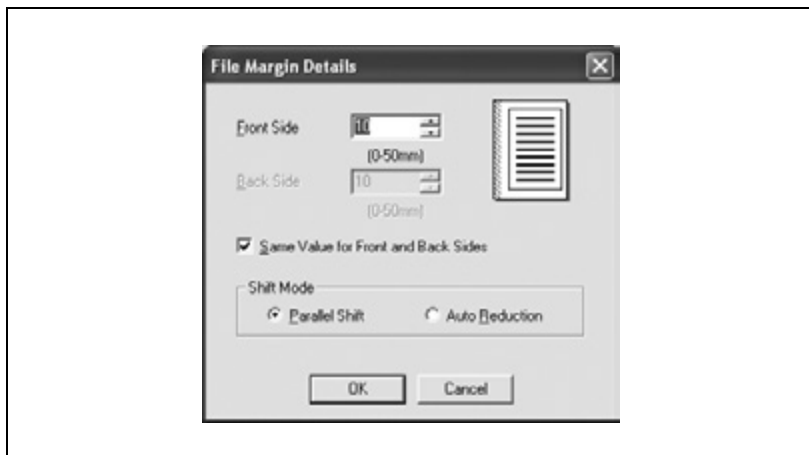 File Margin Details
Front Side 10
(0-50mm)
Back Side 10
(0-50mm)
Same Value for Front and Back Sides
Shift Mode
Parallel Shift Auto Reduction
OK Cancel